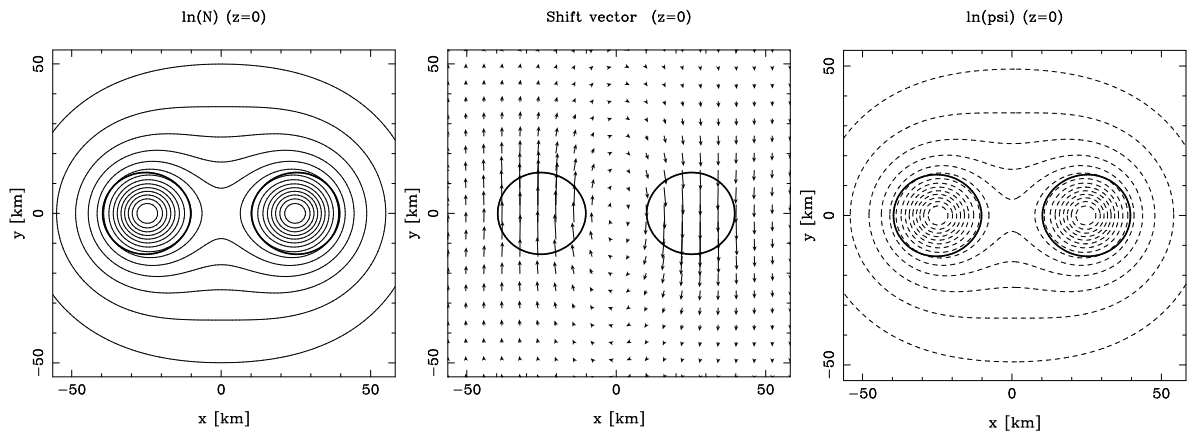 ln(N) (z=0)
50
0
−50
y [km]
−50 0 50
x [km]
Shift vector (z=0)
50
0
−50
y [km]
−50 0 50
x [km]
ln(psi) (z=0)
50
0
−50
y [km]
−50 0 50
x [km]